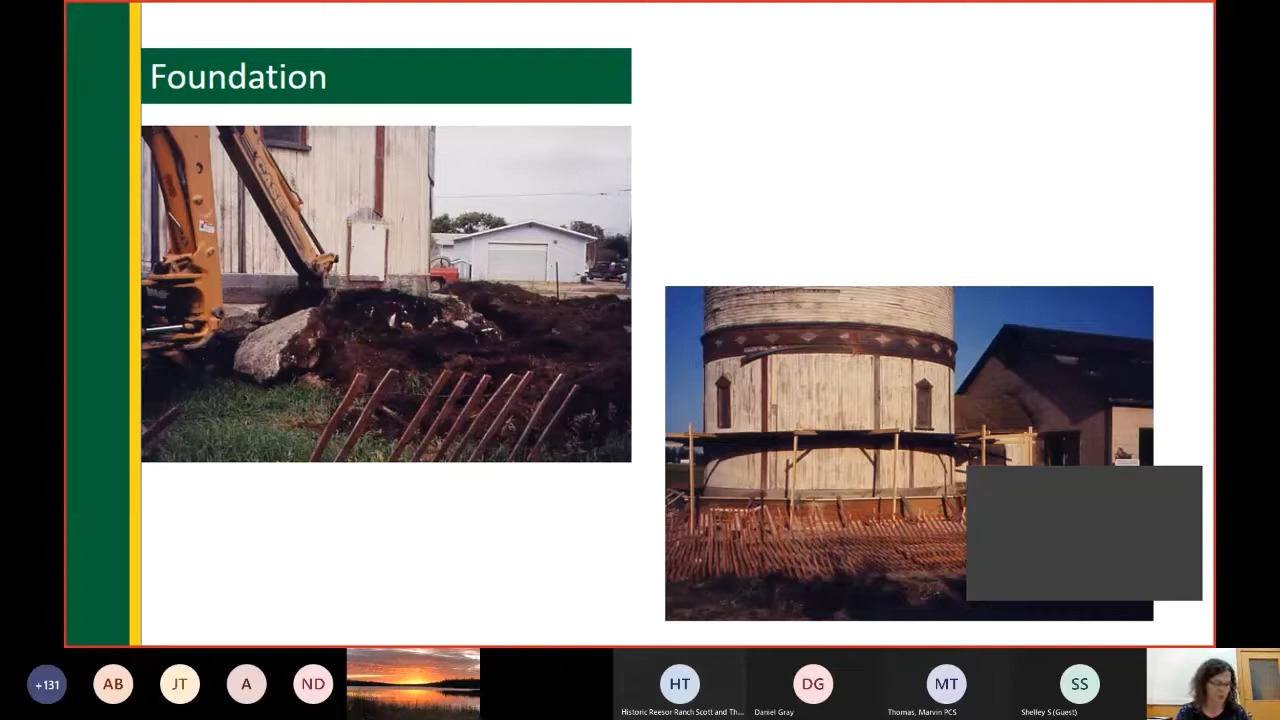 Foundation
+131
AB
JT
A
ND
HT
DG
MT
SS
Historic Reesor Ranch Scott and Th...
Daniel Gray
Thomas, Marvin PCS
Shelley S (Guest)